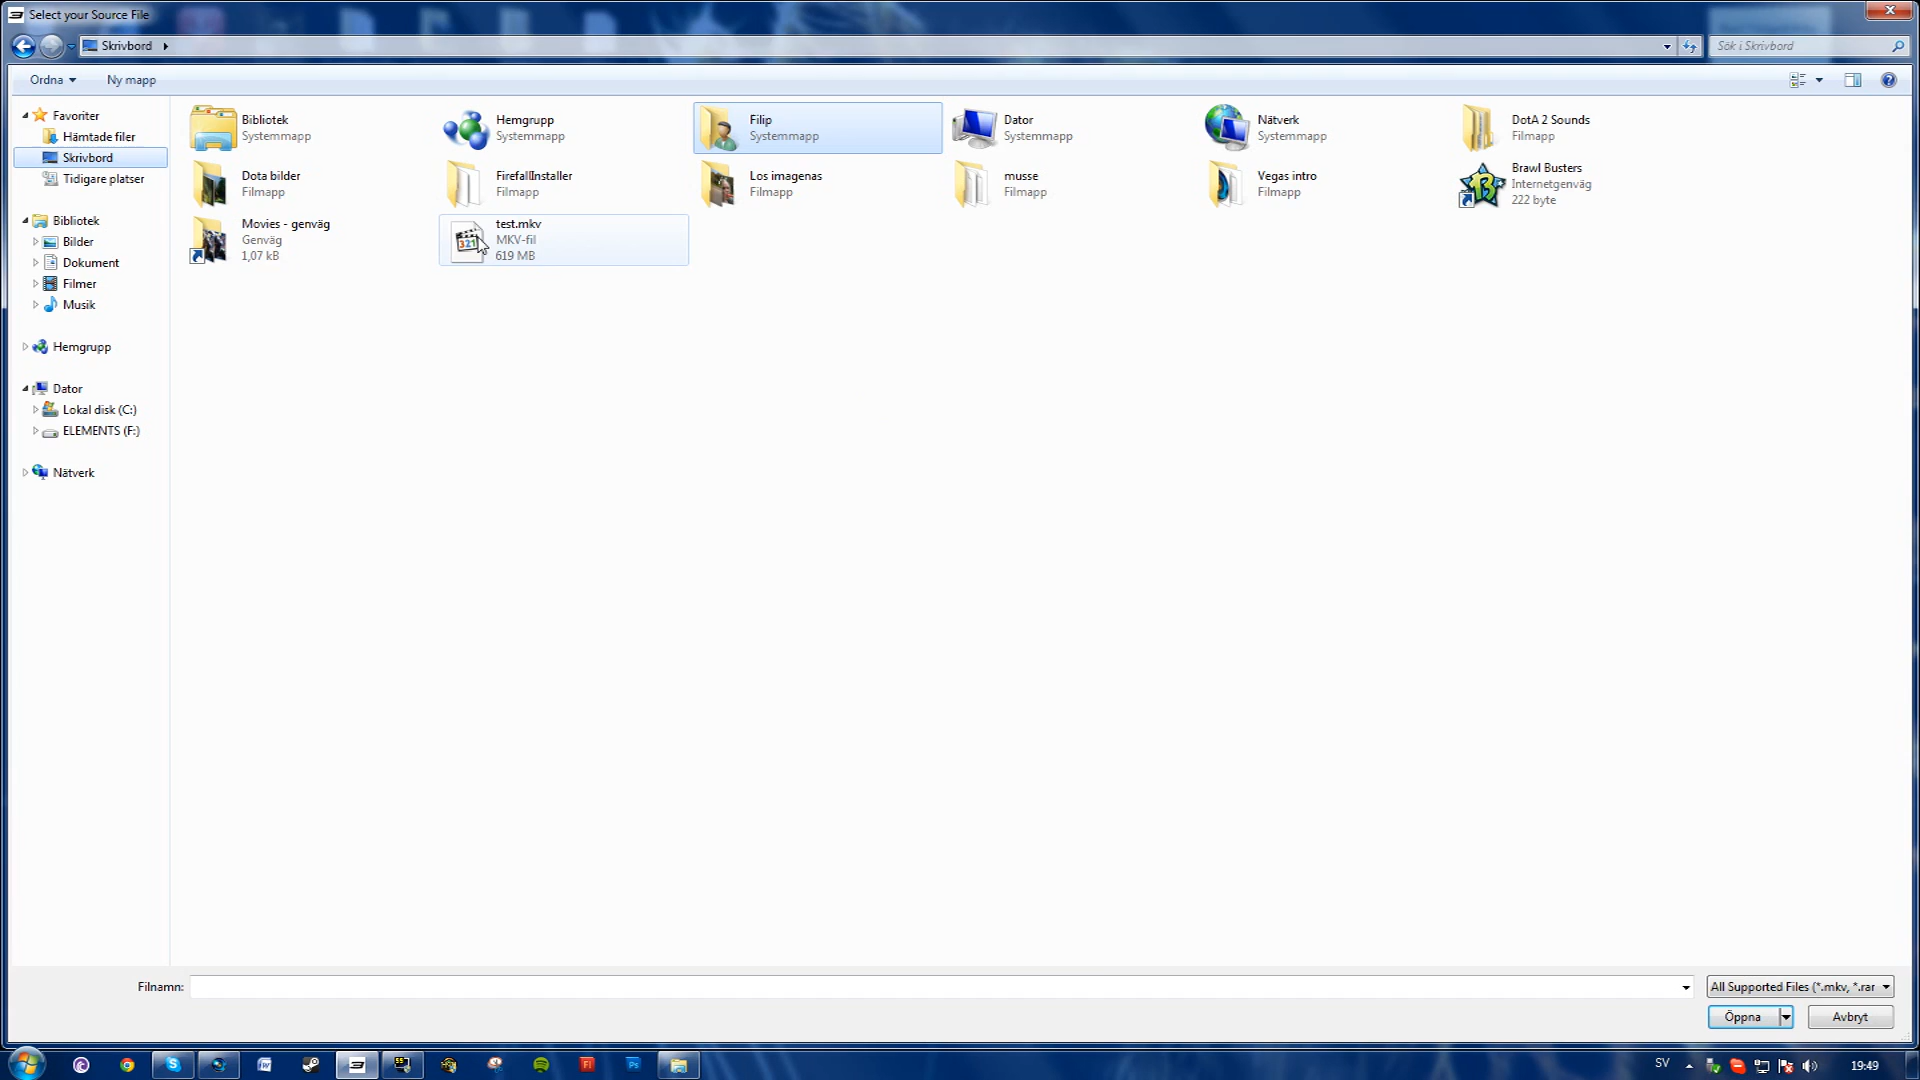 Select your Source File
Skrivbord
Sök i Skrivbord
Ordna
Ny mapp
Favoriter
Hämtade filer
Skrivbord
Tidigare platser
Bibliotek
Bilder
Dokument
Filmer
Musik
Hemgrupp
Dator
Lokal disk (C:)
ELEMENTS (F:)
Nätverk
Bibliotek
Systemmapp
Hemgrupp
Systemmapp
Filip
Systemmapp
Dator
Systemmapp
Nätverk
Systemmapp
DotA 2 Sounds
Filmapp
Dota bilder
Filmapp
FirefallInstaller
Filmapp
Los imagenas
Filmapp
musse
Filmapp
Vegas intro
Filmapp
Brawl Busters
Internetgenväg
222 byte
Movies - genväg
Genväg
1,07 kB
test.mkv
MKV-fil
619 MB
Filnamn:
All Supported Files (*.mkv, *.rar
Öppna
Avbryt
SV
19:49